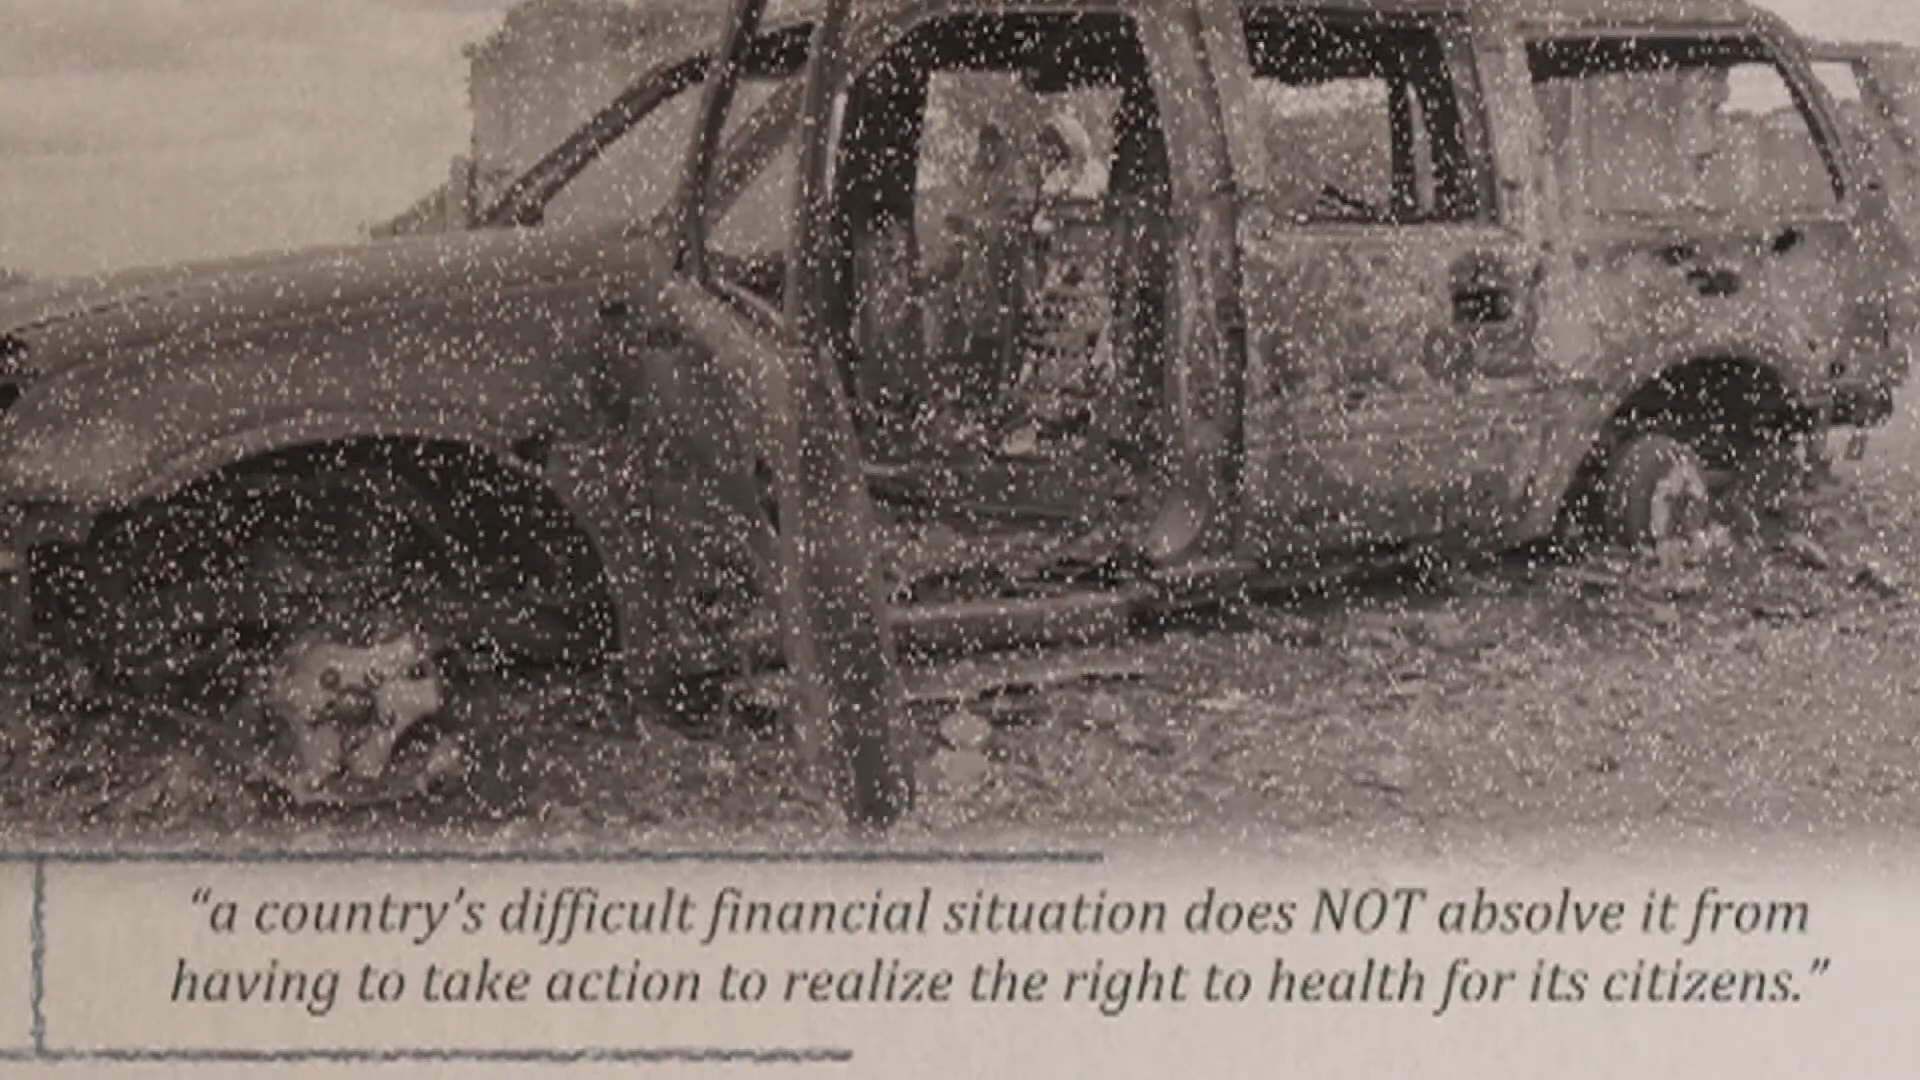 “a country’s difficult financial situation does NOT absolve it from
having to take action to realize the right to health for its citizens.”